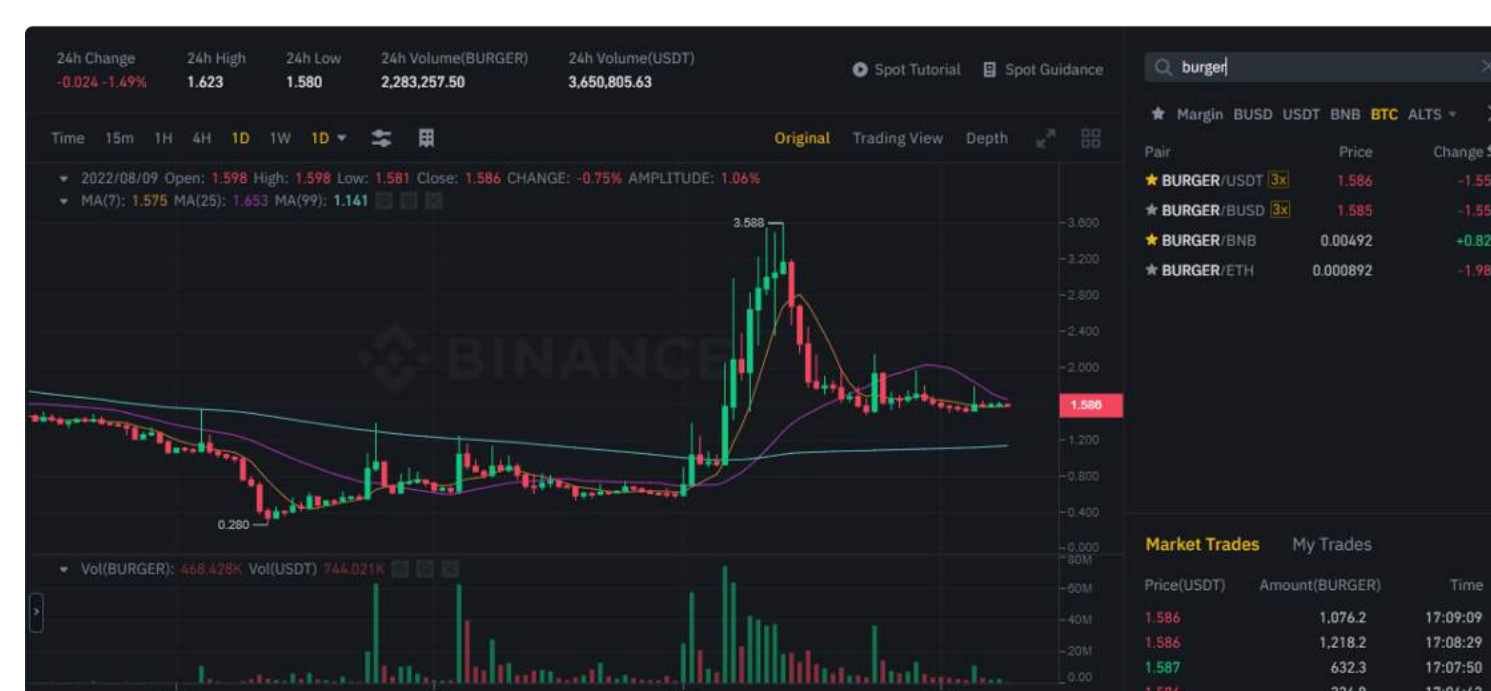 24h Change 24h High 24h Low 24h Volume(BURGER) 24h Volume(USDT)
-0.024 -1.49% 1.623 1.580 2,283,257.50 3,650,805.63
Spot Tutorial Spot Guidance
Time 15m 1H 4H 1D 1W 1D
Original Trading View Depth
2022/08/09 Open: 1.598 High: 1.598 Low: 1.581 Close: 1.586 CHANGE: -0.75% AMPLITUDE: 1.06%
MA(7): 1.575 MA(25): 1.653 MA(99): 1.141
3.588
3.600
3.200
2.800
2.400
BINANCE
2.000
1.586
1.200
0.800
0.400
0.280
0.000
80M
Vol(BURGER): 468.428K Vol(USDT) 744.021K
60M
40M
20M
0.00
burger
Margin BUSD USDT BNB BTC ALTS
Pair Price Change
BURGER/USDT 3x 1.586 -1.55
BURGER/BUSD 3x 1.585 -1.55
BURGER/BNB 0.00492 +0.82
BURGER/ETH 0.000892 -1.98
Market Trades My Trades
Price(USDT) Amount(BURGER) Time
1.586 1,076.2 17:09:09
1.586 1,218.2 17:08:29
1.587 632.3 17:07:50